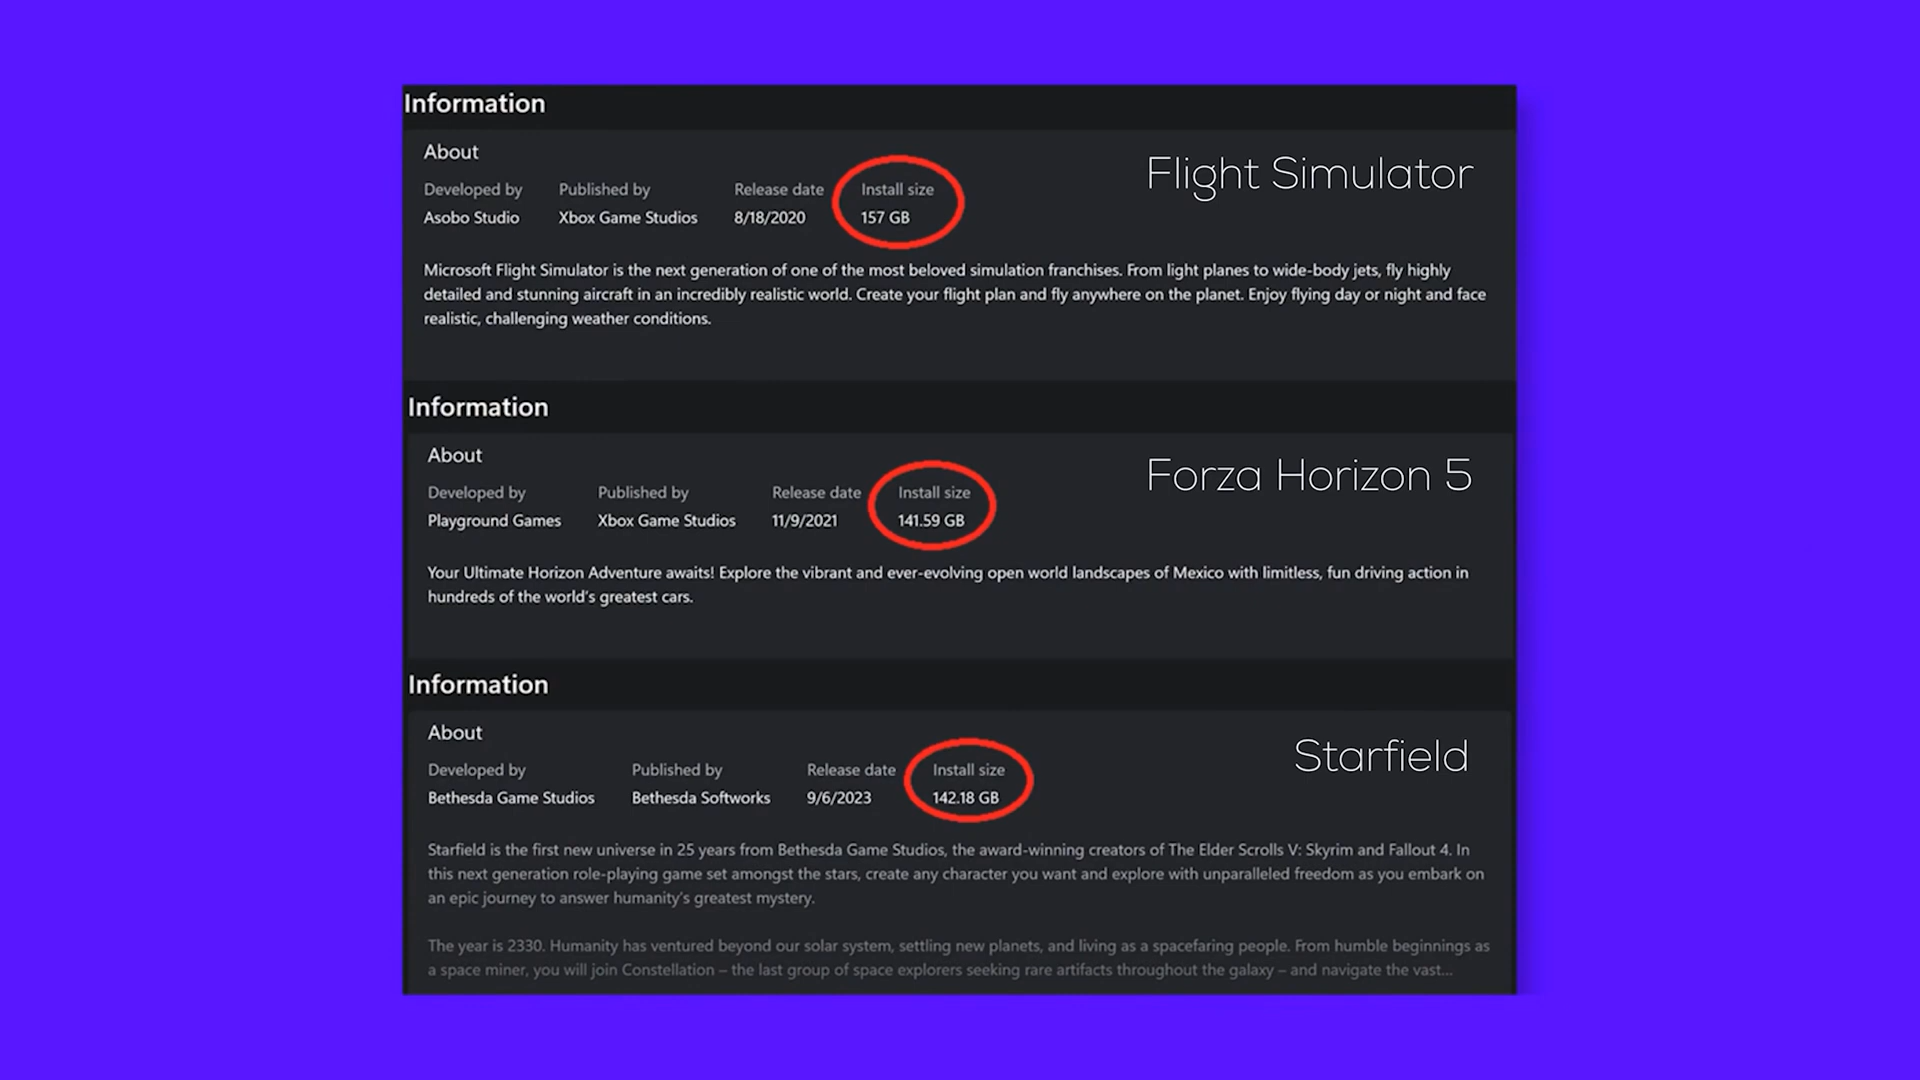 Information
About
Flight Simulator
Developed by Published by Release date Install size
Asobo Studio Xbox Game Studios 8/18/2020 157 GB
Microsoft Flight Simulator is the next generation of one of the most beloved simulation franchises. From light planes to wide-body jets, fly highly
detailed and stunning aircraft in an incredibly realistic world. Create your flight plan and fly anywhere on the planet. Enjoy flying day or night and face
realistic, challenging weather conditions.
Information
About
Forza Horizon 5
Developed by Published by Release date Install size
Playground Games Xbox Game Studios 11/9/2021 141.59 GB
Your Ultimate Horizon Adventure awaits! Explore the vibrant and ever-evolving open world landscapes of Mexico with limitless, fun driving action in
hundreds of the world's greatest cars.
Information
About
Starfield
Developed by Published by Release date Install size
Bethesda Game Studios Bethesda Softworks 9/6/2023 142.18 GB
Starfield is the first new universe in 25 years from Bethesda Game Studios, the award-winning creators of The Elder Scrolls V: Skyrim and Fallout 4. In
this next generation role-playing game set amongst the stars, create any character you want and explore with unparalleled freedom as you embark on
an epic journey to answer humanity's greatest mystery.
The year is 2330. Humanity has ventured beyond our solar system, settling new planets, and living as a spacefaring people. From humble beginnings as
a space miner, you will join Constellation – the last group of space explorers seeking rare artifacts throughout the galaxy – and navigate the vast...